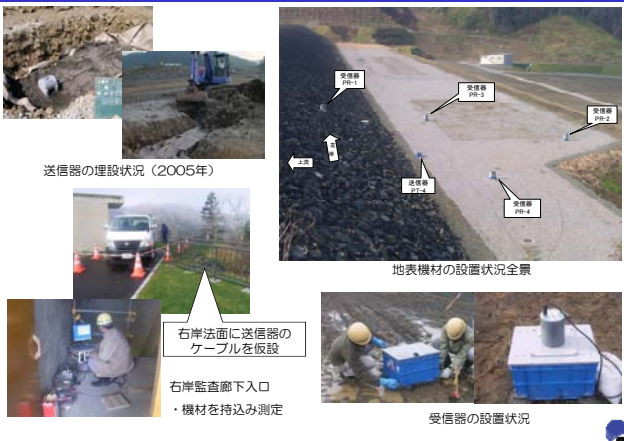 送信器の埋設状況（2005年）
受信器
PR-1
受信器
PR-3
受信器
PR-2
左岸
上流
送信器
PT-4
受信器
PR-4
地表機材の設置状況全景
右岸法面に送信器の
ケーブルを仮設
右岸監査廊下入口
・機材を持込み測定
受信器の設置状況